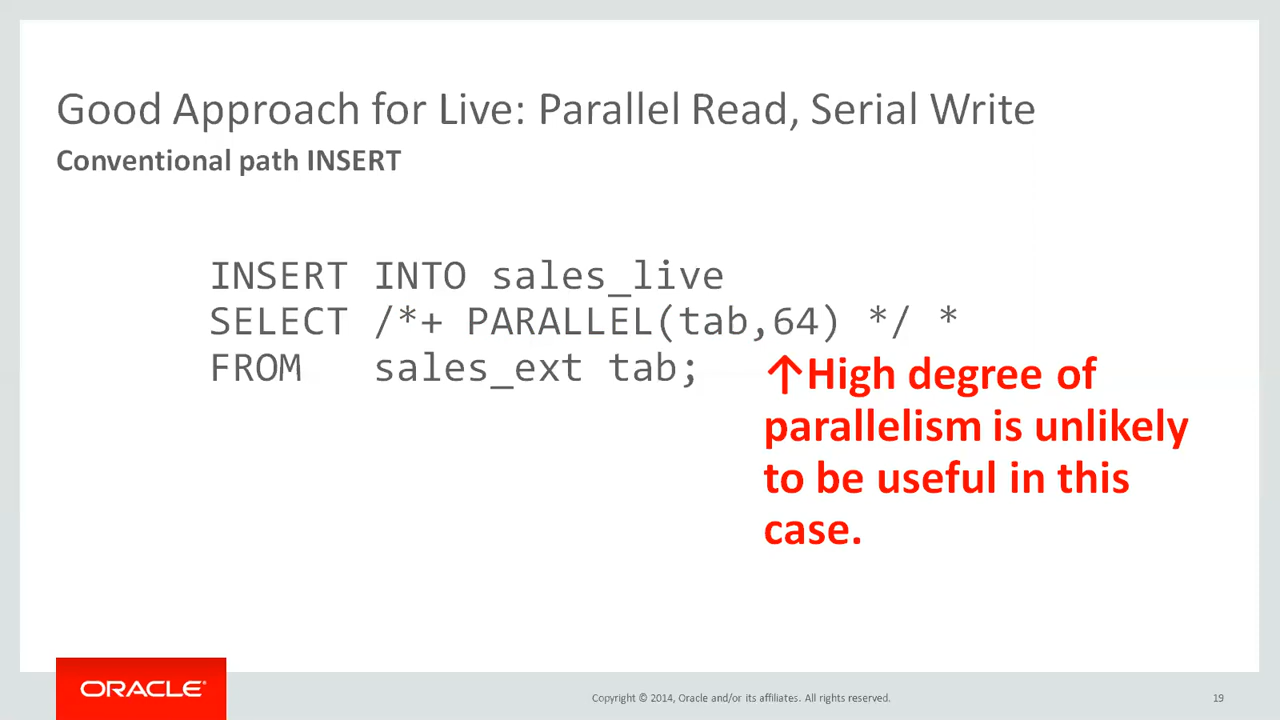 Good Approach for Live: Parallel Read, Serial Write
Conventional path INSERT
INSERT INTO sales_live
SELECT /*+ PARALLEL(tab,64) */ *
FROM   sales_ext tab;
↑High degree of
parallelism is unlikely
to be useful in this
case.
ORACLE®
Copyright © 2014, Oracle and/or its affiliates. All rights reserved.
19